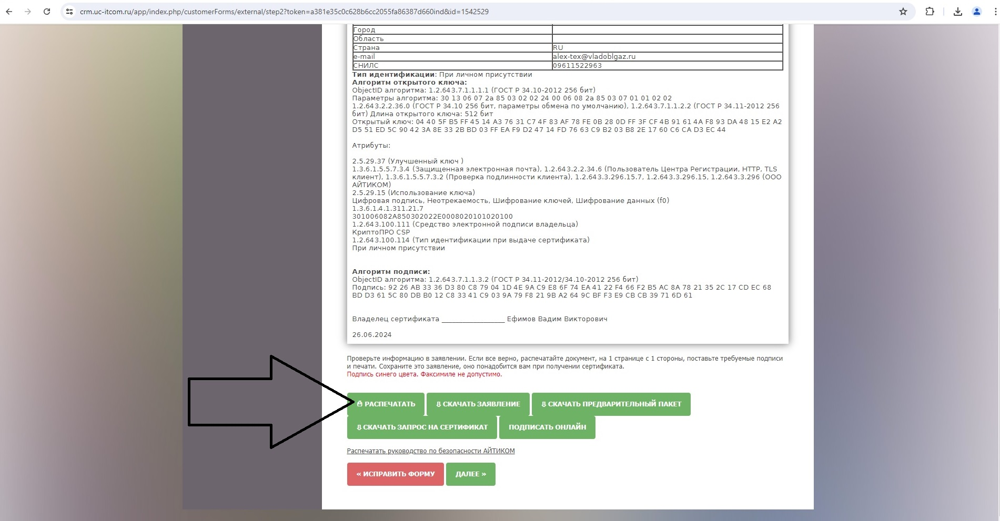 crm.uc-itcom.ru/app/index.php/customerForms/external/step2?token=a381e35c0c628b6cc2055fa86387d660ind&id=1542529
Город
Область
Страна RU
e-mail alex-tex@vladoblgaz.ru
СНИЛС 09611522963
Тип идентификации: При личном присутствии
Алгоритм открытого ключа:
ObjectID алгоритма: 1.2.643.7.1.1.1.1 (ГОСТ Р 34.10-2012 256 бит)
Параметры алгоритма: 30 13 06 07 2a 85 03 02 02 24 00 06 08 2a 85 03 07 01 01 02 02
1.2.643.2.2.36.0 (ГОСТ Р 34.10 256 бит, параметры обмена по умолчанию), 1.2.643.7.1.1.2.2 (ГОСТ Р 34.11-2012 256
бит) Длина открытого ключа: 512 бит
Открытый ключ: 04 40 5F B5 FF 45 14 A3 76 31 C7 4F 83 AF 78 FE 0B 28 0D FF 3F CF 4B 91 61 4A F8 93 DA 48 15 E2 A2
D5 51 ED 5C 90 42 3A 8E 33 2B BD 03 FF EA F9 D2 47 14 FD 76 63 C9 B2 03 B8 2E 17 60 C6 CA D3 EC 44
Атрибуты:
2.5.29.37 (Улучшенный ключ )
1.3.6.1.5.5.7.3.4 (Защищенная электронная почта), 1.2.643.2.2.34.6 (Пользователь Центра Регистрации, HTTP, TLS
клиент), 1.3.6.1.5.5.7.3.2 (Проверка подлинности клиента), 1.2.643.3.296.15.7, 1.2.643.3.296.15, 1.2.643.3.296 (ООО
АЙТИКОМ)
2.5.29.15 (Использование ключа)
Цифровая подпись, Неотрекаемость, Шифрование ключей, Шифрование данных (f0)
1.3.6.1.4.1.311.21.7
301006082A850302022E0008020101020100
1.2.643.100.111 (Средство электронной подписи владельца)
КриптоПРО CSP
1.2.643.100.114 (Тип идентификации при выдаче сертификата)
При личном присутствии
Алгоритм подписи:
ObjectID алгоритма: 1.2.643.7.1.1.3.2 (ГОСТ Р 34.11-2012/34.10-2012 256 бит)
Подпись: 92 26 AB 33 36 D3 80 C8 79 04 1D 4E 9A C9 E8 6F 74 EA 41 22 F4 66 F2 B5 AC 8A 78 21 35 2C 17 CD EC 68
BD D3 61 5C 80 DB B0 12 C8 33 41 C9 03 9A 79 F8 21 9B A2 64 9C BF F3 E9 CB CB 39 71 6D 61
Владелец сертификата __________________ Ефимов Вадим Викторович
26.06.2024
Проверьте информацию в заявлении. Если все верно, распечатайте документ, на 1 странице с 1 стороны, поставьте требуемые подписи
и печати. Сохраните это заявление, оно понадобится вам при получении сертификата.
Подпись синего цвета. Факсимиле не допустимо.
РАСПЕЧАТАТЬ СКАЧАТЬ ЗАЯВЛЕНИЕ СКАЧАТЬ ПРЕДВАРИТЕЛЬНЫЙ ПАКЕТ
СКАЧАТЬ ЗАПРОС НА СЕРТИФИКАТ ПОДПИСАТЬ ОНЛАЙН
Распечатать руководство по безопасности АЙТИКОМ
« ИСПРАВИТЬ ФОРМУ ДАЛЕЕ »